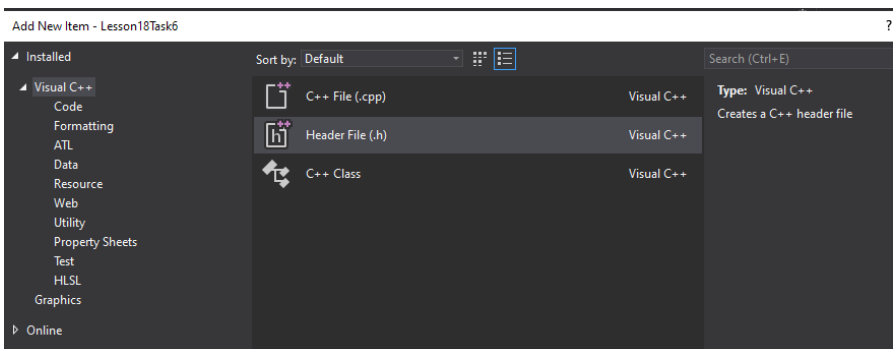 Add New Item - Lesson18Task6
?
Installed
Visual C++
Code
Formatting
ATL
Data
Resource
Web
Utility
Property Sheets
Test
HLSL
Graphics
Online
Sort by: Default
C++ File (.cpp) Visual C++
Header File (.h) Visual C++
C++ Class Visual C++
Search (Ctrl+E)
Type: Visual C++
Creates a C++ header file